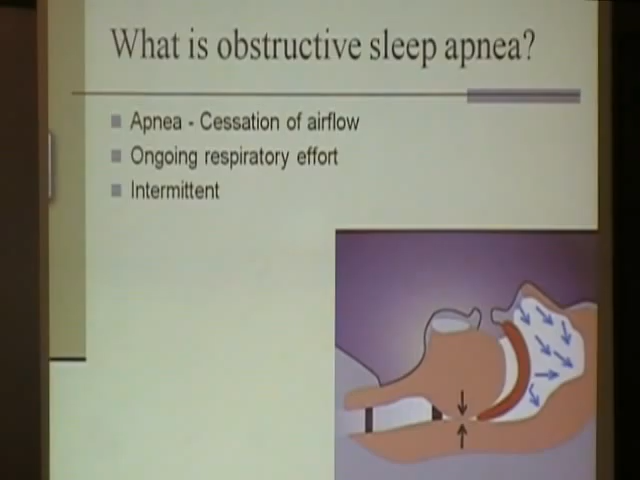 What is obstructive sleep apnea?
Apnea - Cessation of airflow
Ongoing respiratory effort
Intermittent